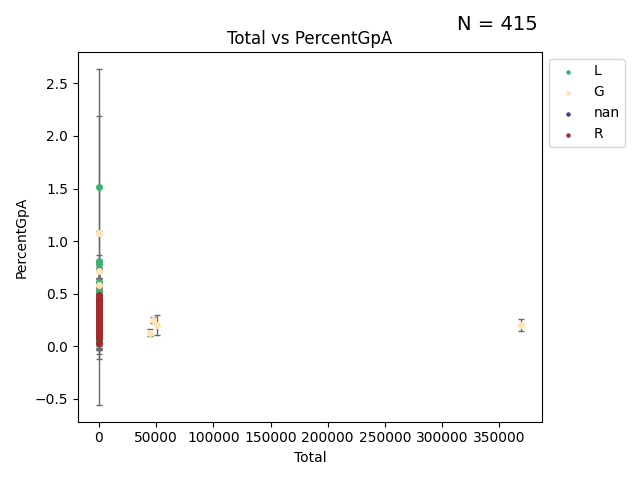 N = 415
Total vs PercentGpA
L
G
nan
R
PercentGpA
2.5
2.0
1.5
1.0
0.5
0.0
−0.5
0 50000 100000 150000 200000 250000 300000 350000
Total